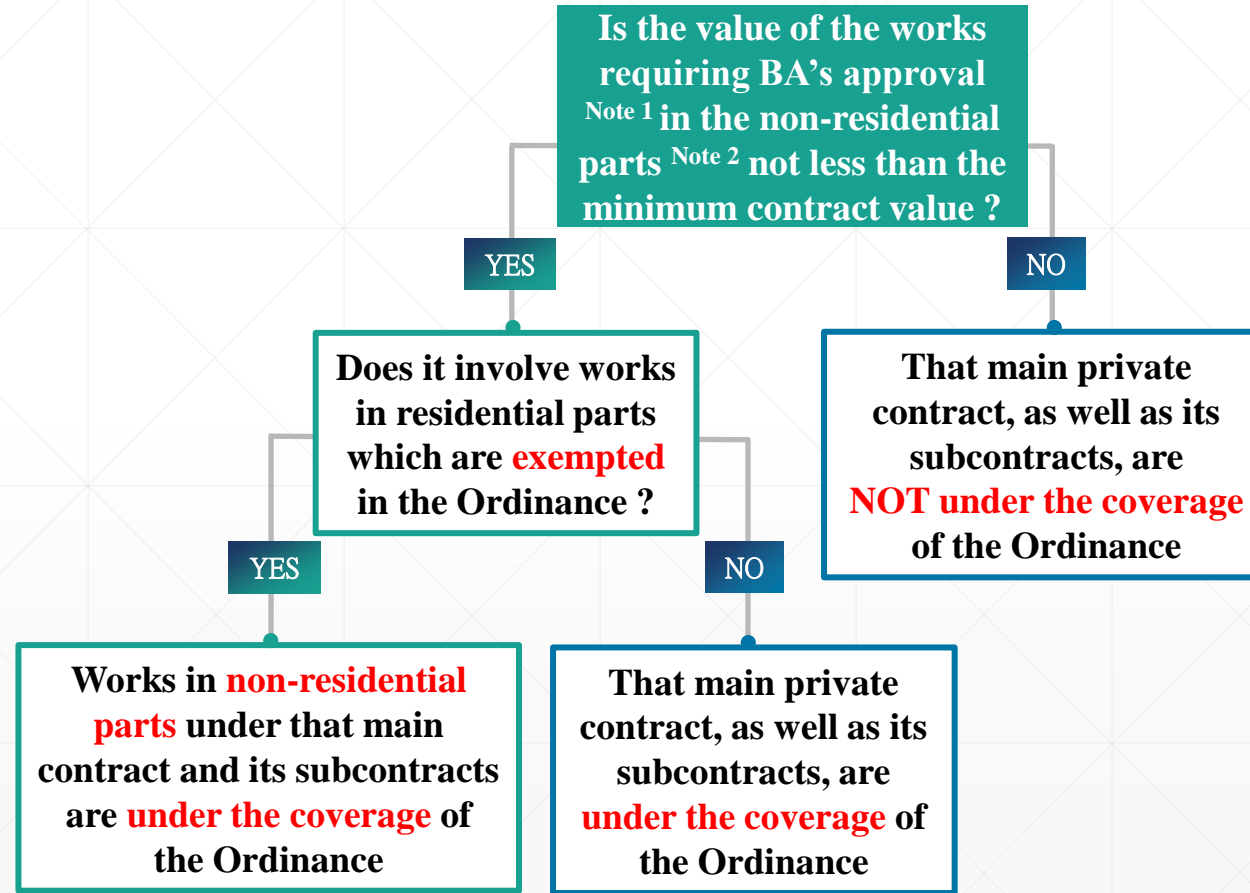 Is the value of the works
requiring BA’s approval
Note 1 in the non-residential
parts Note 2 not less than the
minimum contract value ?
YES
NO
Does it involve works
in residential parts
which are exempted
in the Ordinance ?
That main private
contract, as well as its
subcontracts, are
NOT under the coverage
of the Ordinance
YES
NO
Works in non-residential
parts under that main
contract and its subcontracts
are under the coverage of
the Ordinance
That main private
contract, as well as its
subcontracts, are
under the coverage of
the Ordinance